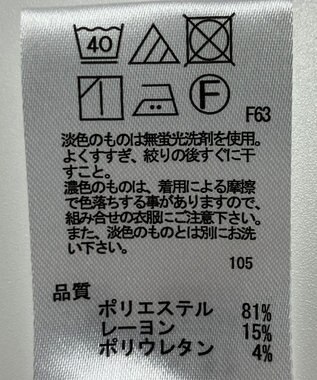 40
F
F63
淡色のものは無蛍光洗剤を使用。
よくすすぎ、絞りの後すぐに干
すこと。
濃色のものは、着用による摩擦
で色落ちする事がありますので、
組み合せの衣服にご注意下さい。
また、淡色のものとは別にお洗
い下さい。
105
品質
ポリエステル 81%
レーヨン 15%
ポリウレタン 4%